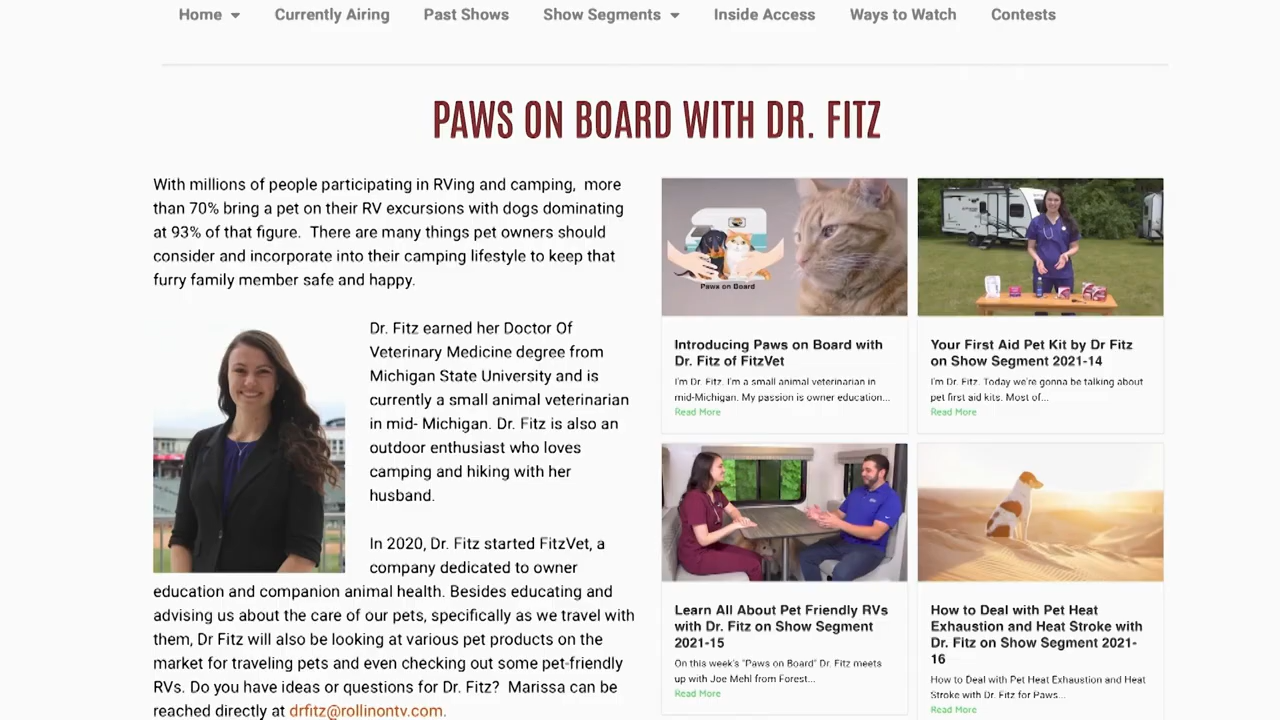 Home
Currently Airing
Past Shows
Show Segments
Inside Access
Ways to Watch
Contests
PAWS ON BOARD WITH DR. FITZ
With millions of people participating in RVing and camping, more
than 70% bring a pet on their RV excursions with dogs dominating
at 93% of that figure. There are many things pet owners should
consider and incorporate into their camping lifestyle to keep that
furry family member safe and happy.
Dr. Fitz earned her Doctor Of
Veterinary Medicine degree from
Michigan State University and is
currently a small animal veterinarian
in mid- Michigan. Dr. Fitz is also an
outdoor enthusiast who loves
camping and hiking with her
husband.
In 2020, Dr. Fitz started FitzVet, a
company dedicated to owner
education and companion animal health. Besides educating and
advising us about the care of our pets, specifically as we travel with
them, Dr Fitz will also be looking at various pet products on the
market for traveling pets and even checking out some pet-friendly
RVs. Do you have ideas or questions for Dr. Fitz? Marissa can be
reached directly at drfitz@rollinontv.com.
Paws on Board
Introducing Paws on Board with
Dr. Fitz of FitzVet
I'm Dr. Fitz. I'm a small animal veterinarian in
mid-Michigan. My passion is owner education...
Read More
Your First Aid Pet Kit by Dr Fitz
on Show Segment 2021-14
I'm Dr. Fitz. Today we're gonna be talking about
pet first aid kits. Most of...
Read More
Learn All About Pet Friendly RVs
with Dr. Fitz on Show Segment
2021-15
On this week's "Paws on Board" Dr. Fitz meets
up with Joe Mehl from Forest...
Read More
How to Deal with Pet Heat
Exhaustion and Heat Stroke with
Dr. Fitz on Show Segment 2021-
16
How to Deal with Pet Heat Exhaustion and Heat
Stroke with Dr. Fitz for Paws...
Read More